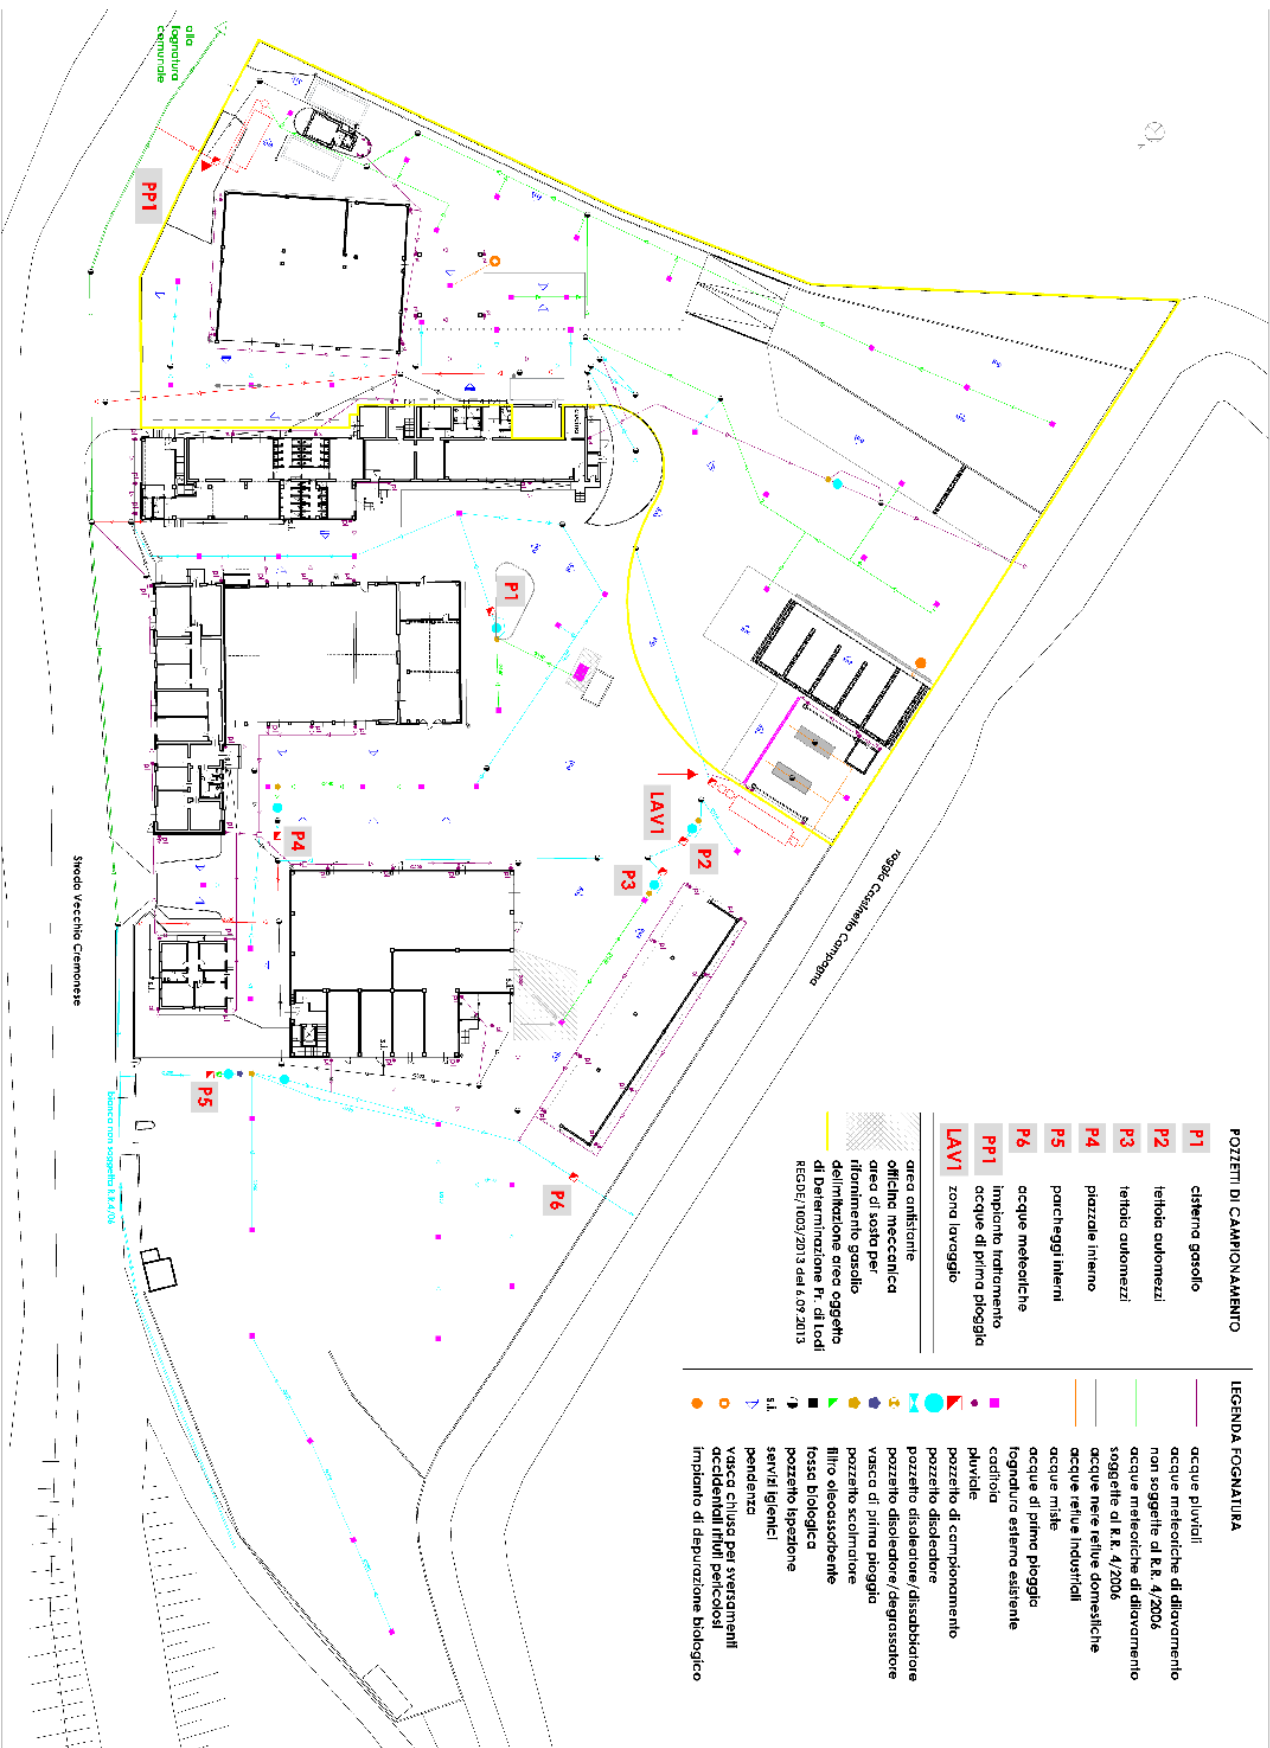 POZZETTI DI CAMPIONAMENTO
P1 cisterna gasolio
P2 tettoia automezzi
P3 tettoia automezzi
P4 piazzale interno
P5 parcheggi interni
P6 acque meteoriche
PP1 impianto trattamento
acque di prima pioggia
LAV1 zona lavaggio
area antistante
officina meccanica
area di sosta per
rifornimento gasolio
delimitazione area oggetto
di Determinazione Pr. di Lodi
REGDE/1003/2013 del 6.09.2013
LEGENDA FOGNATURA
acque pluviali
acque meteoriche di dilavamento
non soggette al R.R. 4/2006
acque meteoriche di dilavamento
soggette al R.R. 4/2006
acque nere reflue domestiche
acque reflue industriali
acque miste
acque di prima pioggia
fognatura esterna esistente
caditoia
pluviale
pozzetto di campionamento
pozzetto disoleatore
pozzetto disoleatore/dissabbiatore
pozzetto disoleatore/degrassatore
vasca di prima pioggia
pozzetto scolmatore
filtro oleoassorbente
fossa biologica
pozzetto ispezione
s.i. servizi igienici
pendenza
vasca chiusa per sversamenti
accidentali rifiuti pericolosi
impianto di depurazione biologico
alla
fognatura
comunale
PP1
P1
LAV1
P2
P3
P4
P5
P6
roggia Cassinetta Campagna
Strada Vecchia Cremonese
bianca non soggetta R.R.4/06